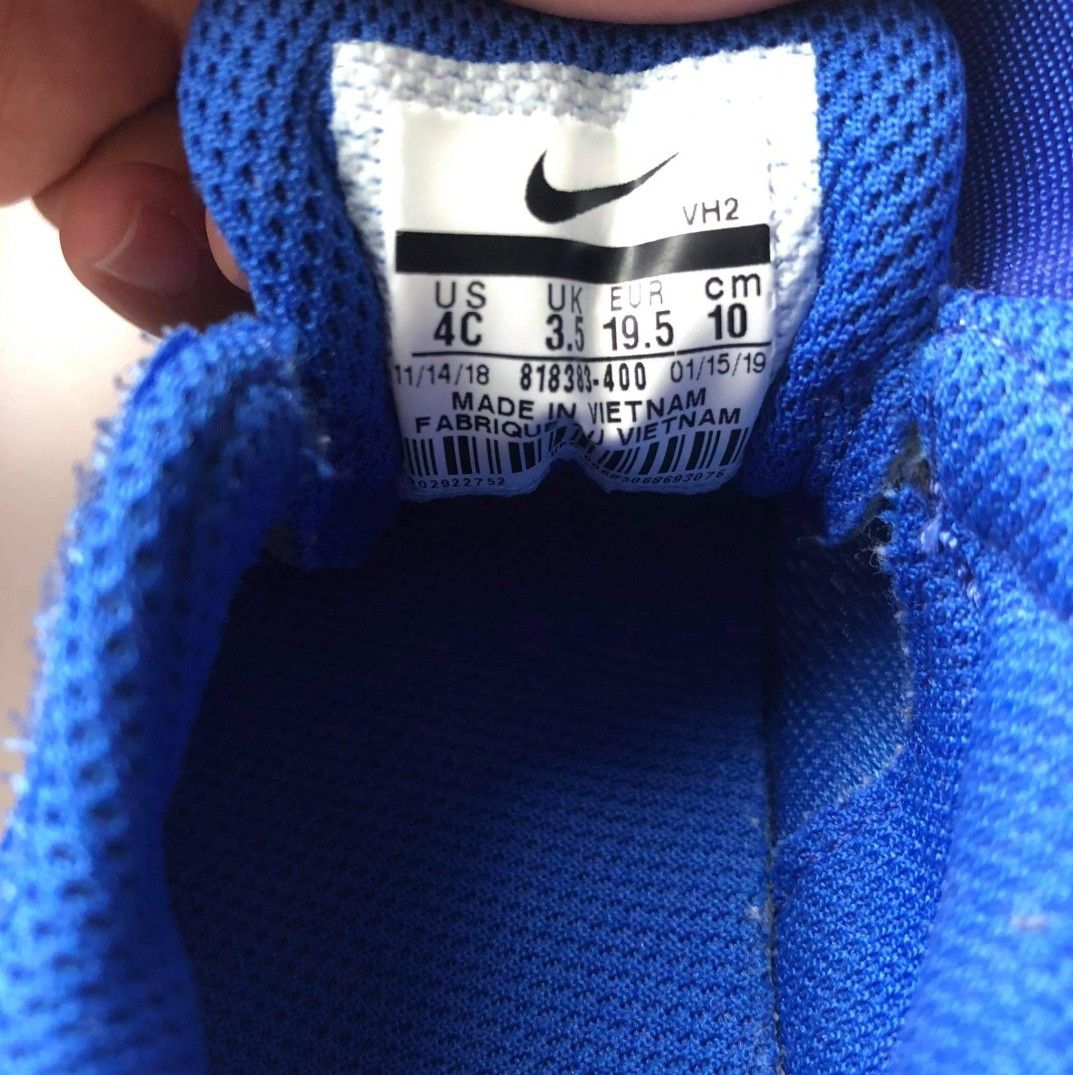 VH2
US UK EUR cm
4C 3.5 19.5 10
11/14/18 818383-400 01/15/19
MADE IN VIETNAM
FABRIQUE AU VIETNAM